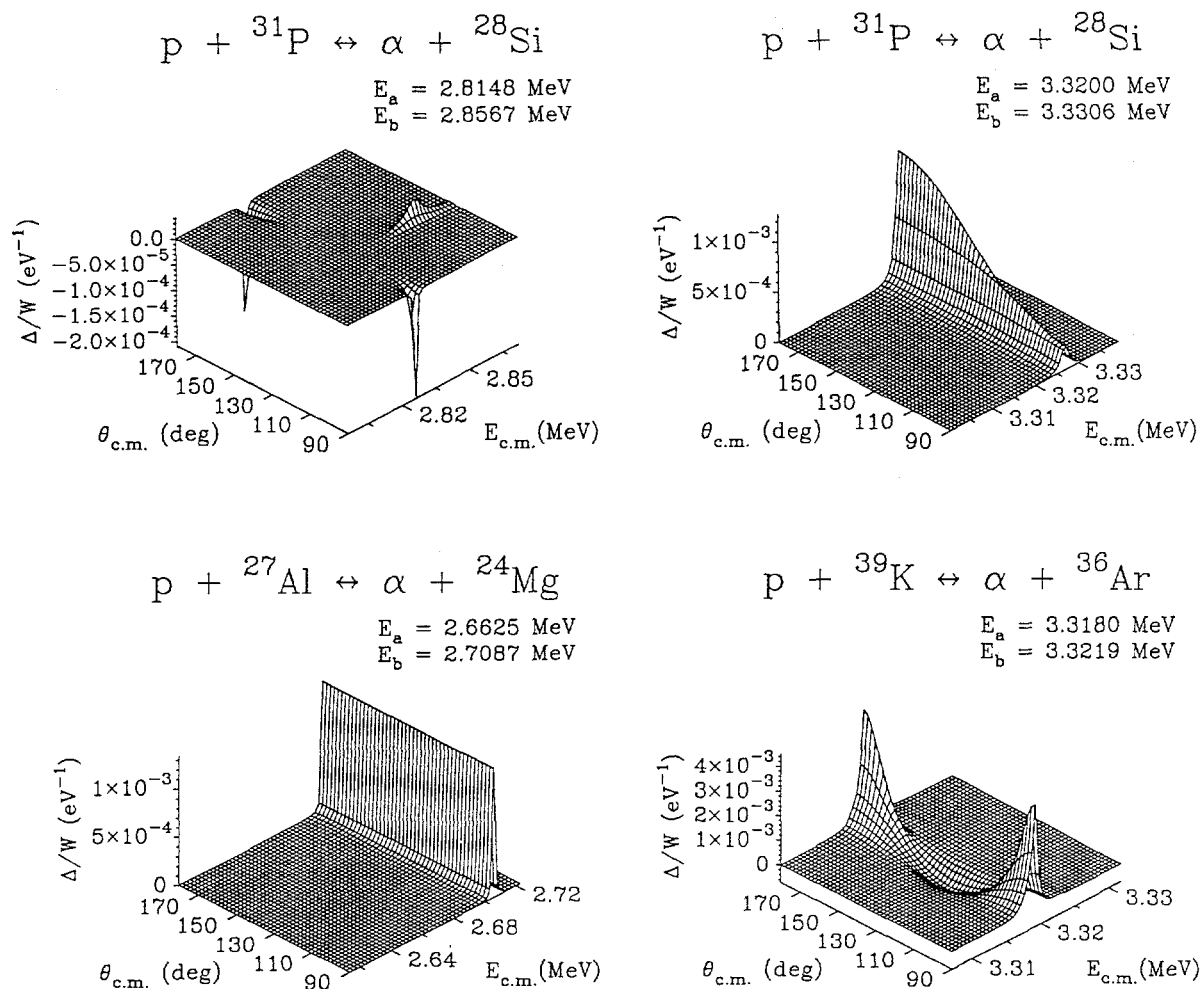 p + ³¹P ↔ α + ²⁸Si
E_a = 2.8148 MeV
E_b = 2.8567 MeV
Δ/W (eV⁻¹)
0.0
−5.0×10⁻⁵
−1.0×10⁻⁴
−1.5×10⁻⁴
−2.0×10⁻⁴
170
150
130
110
90
θ_c.m. (deg)
2.82
2.85
E_c.m.(MeV)
p + ³¹P ↔ α + ²⁸Si
E_a = 3.3200 MeV
E_b = 3.3306 MeV
Δ/W (eV⁻¹)
1×10⁻³
5×10⁻⁴
0
170
150
130
110
90
θ_c.m. (deg)
3.31
3.32
3.33
E_c.m.(MeV)
p + ²⁷Al ↔ α + ²⁴Mg
E_a = 2.6625 MeV
E_b = 2.7087 MeV
Δ/W (eV⁻¹)
1×10⁻³
5×10⁻⁴
0
170
150
130
110
90
θ_c.m. (deg)
2.64
2.68
2.72
E_c.m.(MeV)
p + ³⁹K ↔ α + ³⁶Ar
E_a = 3.3180 MeV
E_b = 3.3219 MeV
Δ/W (eV⁻¹)
4×10⁻³
3×10⁻³
2×10⁻³
1×10⁻³
0
170
150
130
110
90
θ_c.m. (deg)
3.31
3.32
3.33
E_c.m.(MeV)